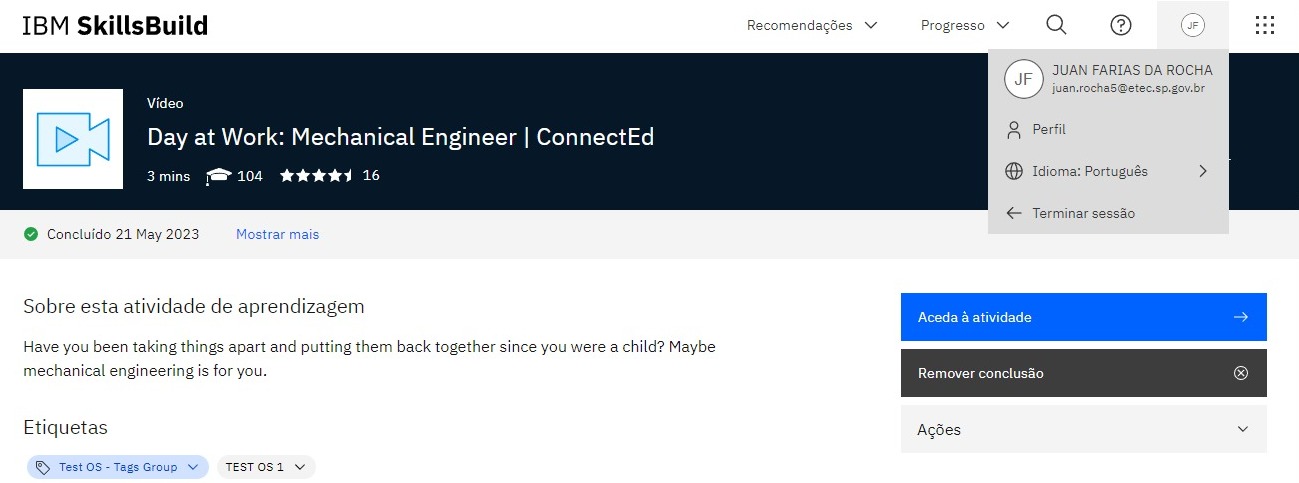 IBM SkillsBuild
Recomendações
Progresso
JF
JF
JUAN FARIAS DA ROCHA
juan.rocha5@etec.sp.gov.br
Perfil
Idioma: Português
Terminar sessão
Vídeo
Day at Work: Mechanical Engineer | ConnectEd
3 mins 104 16
Concluído 21 May 2023 Mostrar mais
Sobre esta atividade de aprendizagem
Have you been taking things apart and putting them back together since you were a child? Maybe
mechanical engineering is for you.
Etiquetas
Test OS - Tags Group TEST OS 1
Aceda à atividade
Remover conclusão
Ações